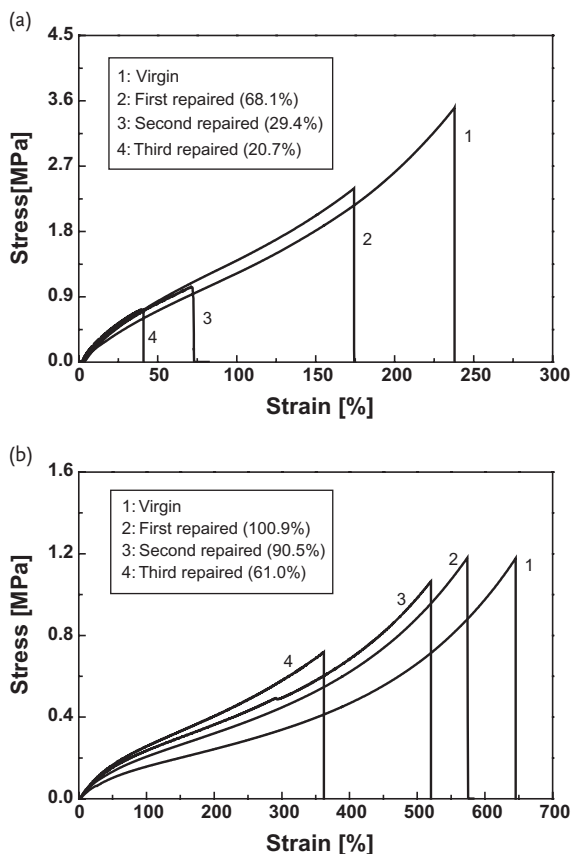 (a)
4.5
3.6
2.7
1.8
0.9
0.0
Stress[MPa]
1: Virgin
2: First repaired (68.1%)
3: Second repaired (29.4%)
4: Third repaired (20.7%)
1
2
3
4
0 50 100 150 200 250 300
Strain [%]
(b)
1.6
1.2
0.8
0.4
0.0
Stress [MPa]
1: Virgin
2: First repaired (100.9%)
3: Second repaired (90.5%)
4: Third repaired (61.0%)
1
2
3
4
0 100 200 300 400 500 600 700
Strain [%]